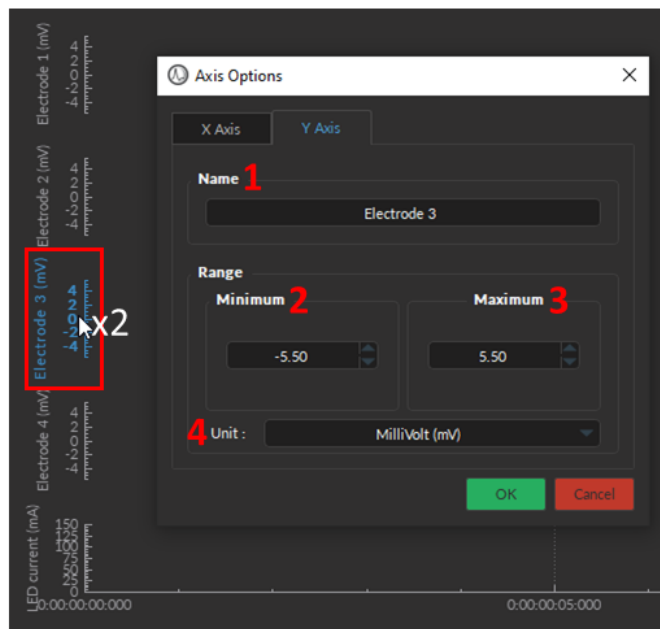 Electrode 1 (mV)
4
2
0
-2
-4
Electrode 2 (mV)
4
2
0
-2
-4
Electrode 3 (mV)
4
2
0
-2
-4
x2
Electrode 4 (mV)
4
2
0
-2
-4
LED current (mA)
150
125
100
75
50
25
0
0:00:00:00:000
0:00:00:05:000
Axis Options
X Axis
Y Axis
Name 1
Electrode 3
Range
Minimum 2
Maximum 3
-5.50
5.50
4 Unit :
MilliVolt (mV)
OK
Cancel